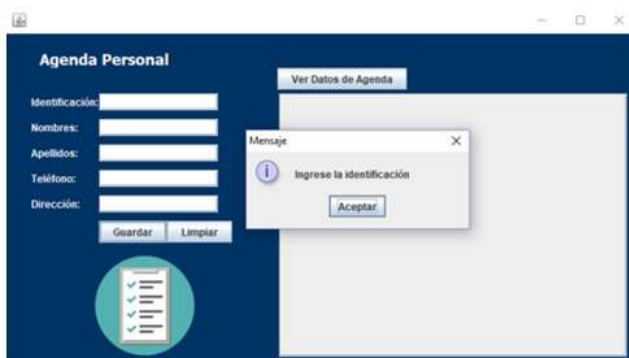 Agenda Personal
Ver Datos de Agenda
Identificación:
Nombres:
Apellidos:
Teléfono:
Dirección:
Guardar
Limpiar
Mensaje
Ingrese la identificación
Aceptar